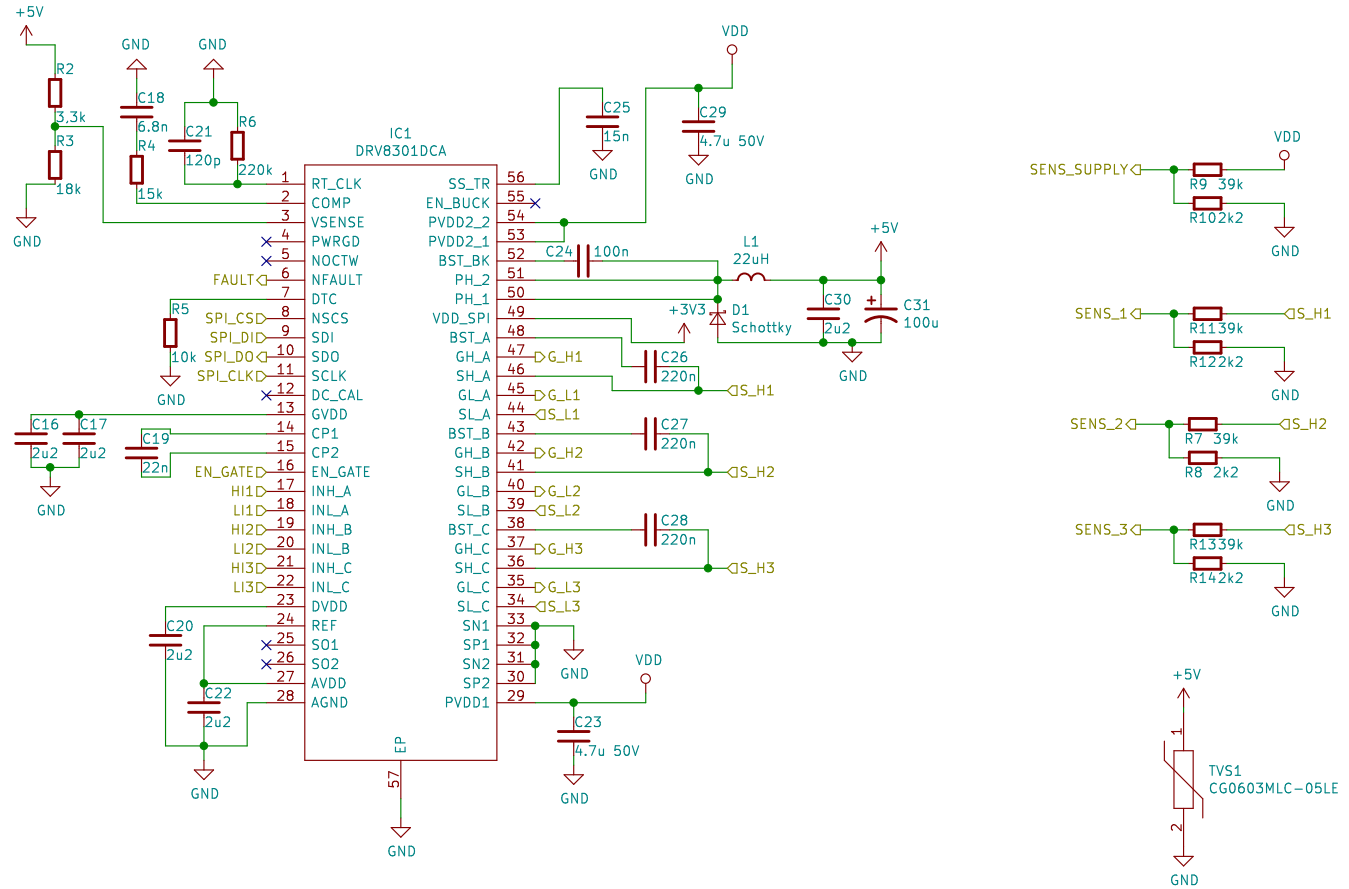 +5V
R2
3,3k
R3
18k
GND
GND
C18
6.8n
R4
15k
GND
C21
120p
R6
220k
IC1
DRV8301DCA
1 RT_CLK
2 COMP
3 VSENSE
4 PWRGD
5 NOCTW
FAULT 6 NFAULT
7 DTC
SPI_CS 8 NSCS
SPI_DI 9 SDI
SPI_DO 10 SDO
SPI_CLK 11 SCLK
12 DC_CAL
13 GVDD
14 CP1
15 CP2
EN_GATE 16 EN_GATE
HI1 17 INH_A
LI1 18 INL_A
HI2 19 INH_B
LI2 20 INL_B
HI3 21 INH_C
LI3 22 INL_C
23 DVDD
24 REF
25 SO1
26 SO2
27 AVDD
28 AGND
R5
10k
GND
C16
2u2
C17
2u2
GND
C19
22n
C20
2u2
C22
2u2
GND
EP
57
GND
SS_TR 56
EN_BUCK 55
PVDD2_2 54
PVDD2_1 53
BST_BK 52
PH_2 51
PH_1 50
VDD_SPI 49
BST_A 48
GH_A 47 G_H1
SH_A 46
GL_A 45 G_L1
SL_A 44 S_L1
BST_B 43
GH_B 42 G_H2
SH_B 41
GL_B 40 G_L2
SL_B 39 S_L2
BST_C 38
GH_C 37 G_H3
SH_C 36
GL_C 35 G_L3
SL_C 34 S_L3
SN1 33
SP1 32
SN2 31
SP2 30
PVDD1 29
C25
15n
GND
VDD
C29
4.7u 50V
GND
C24 100n
L1
22uH
+5V
+3V3
D1
Schottky
C30
2u2
C31
100u
GND
C26
220n
S_H1
C27
220n
S_H2
C28
220n
S_H3
GND
VDD
C23
4.7u 50V
GND
VDD
SENS_SUPPLY
R9 39k
R102k2
GND
SENS_1
S_H1
R1139k
R122k2
GND
SENS_2
S_H2
R7 39k
R8 2k2
GND
SENS_3
S_H3
R1339k
R142k2
GND
+5V
1
TVS1
CG0603MLC-05LE
2
GND